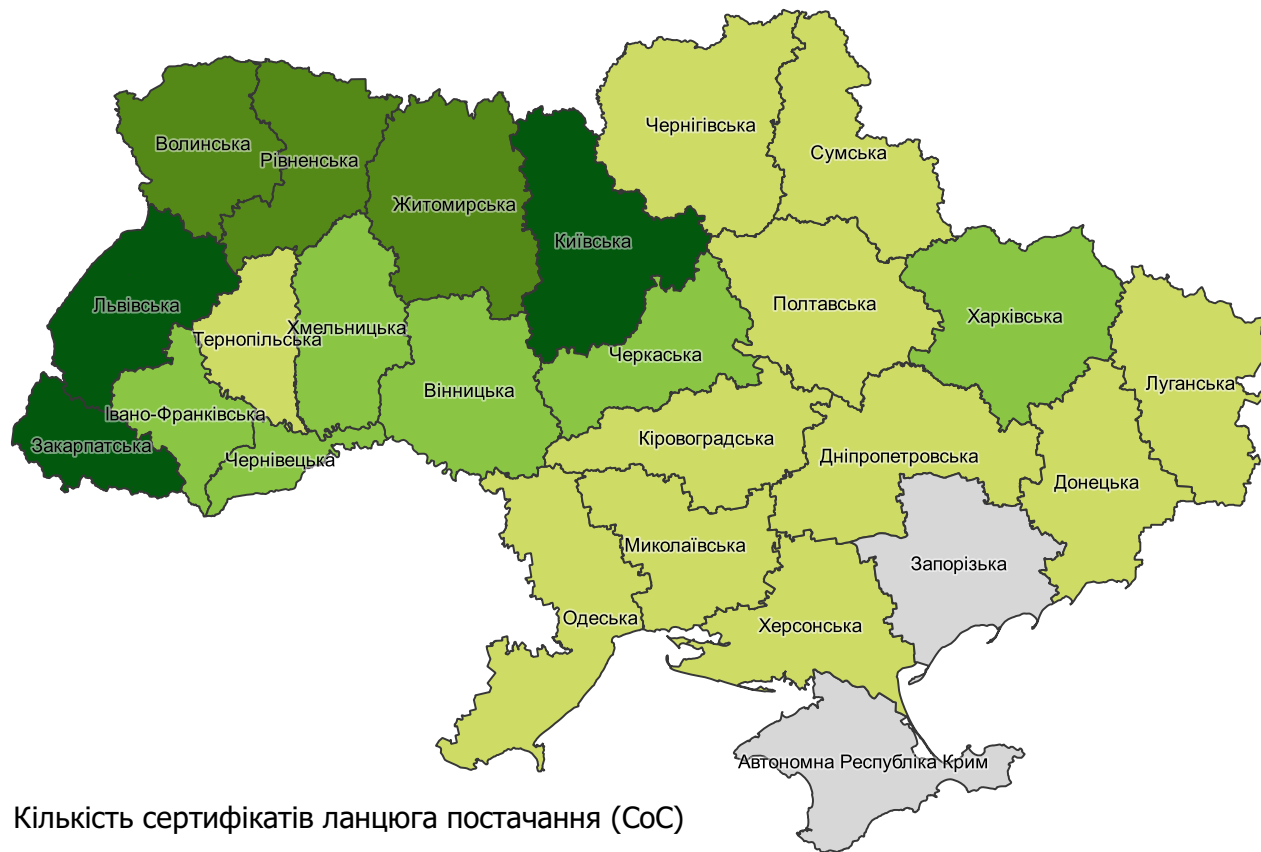 Чернігівська
Сумська
Волинська
Рівненська
Житомирська
Київська
Львівська
Полтавська
Харківська
Тернопільська
Хмельницька
Черкаська
Луганська
Вінницька
Івано-Франківська
Кіровоградська
Закарпатська
Чернівецька
Дніпропетровська
Донецька
Миколаївська
Запорізька
Одеська
Херсонська
Автономна Республіка Крим
Кількість сертифікатів ланцюга постачання (CoC)